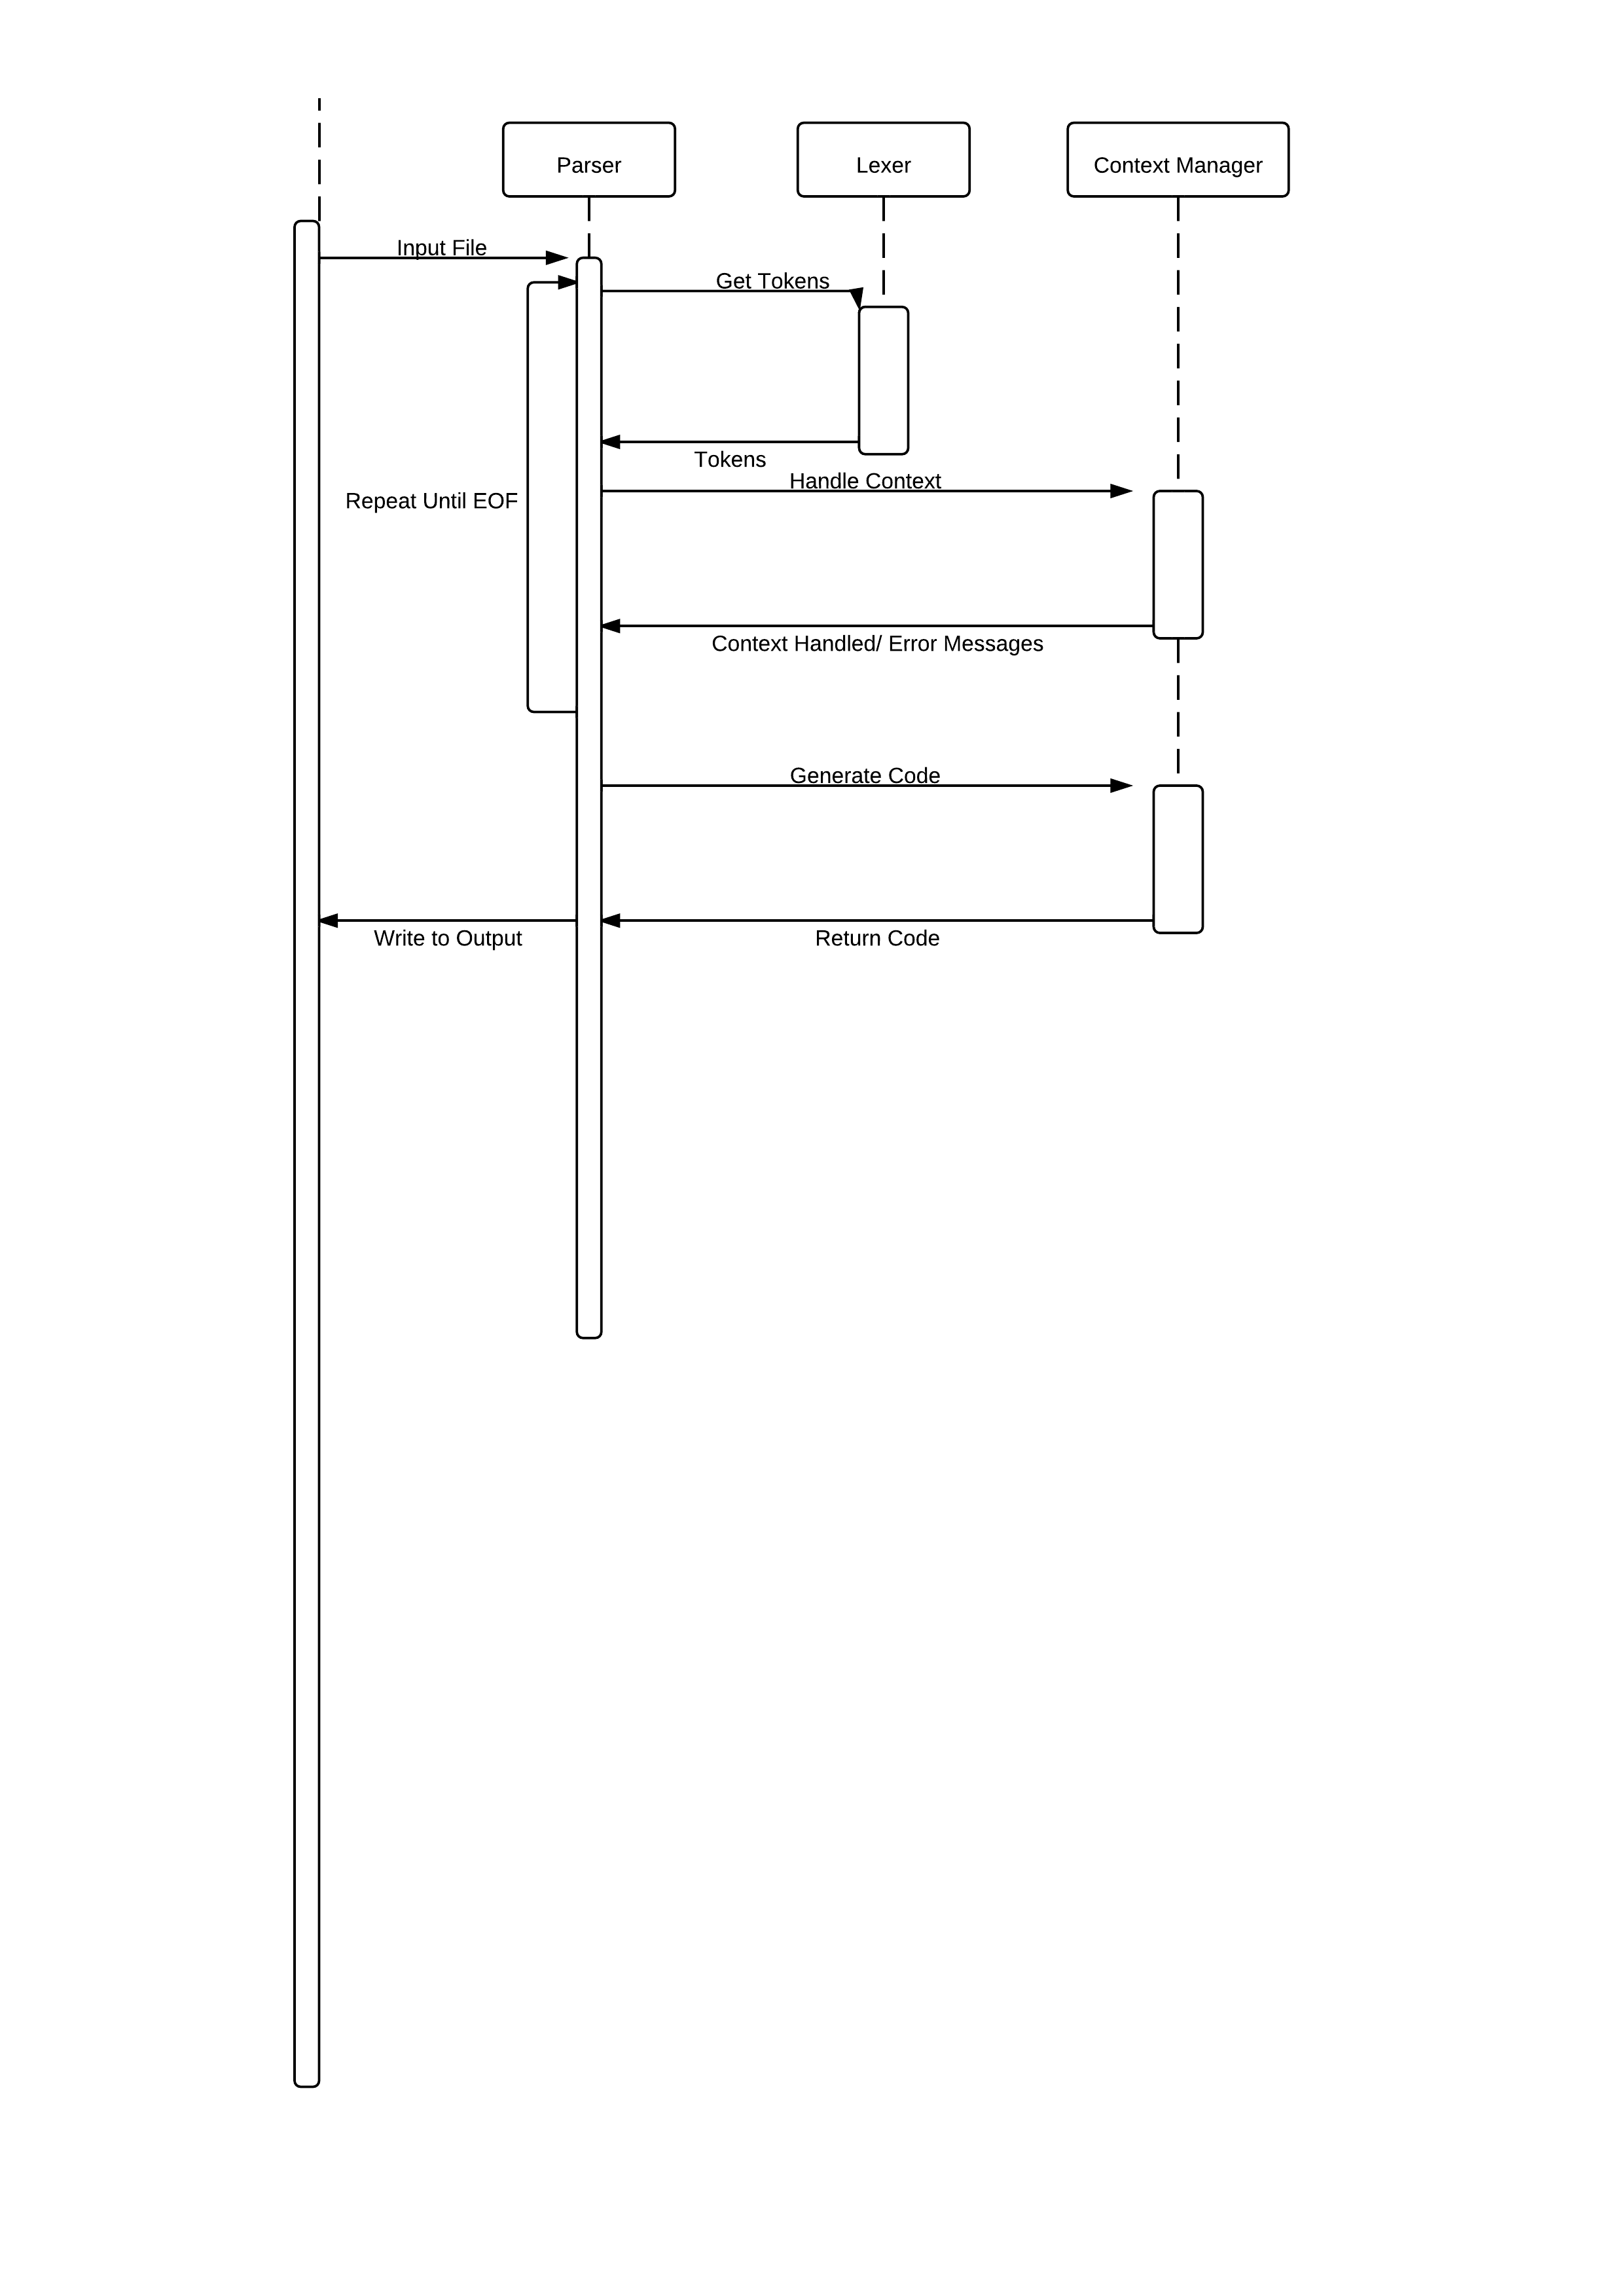 Parser
Lexer
Context Manager
Input File
Get Tokens
Tokens
Handle Context
Repeat Until EOF
Context Handled/ Error Messages
Generate Code
Write to Output
Return Code